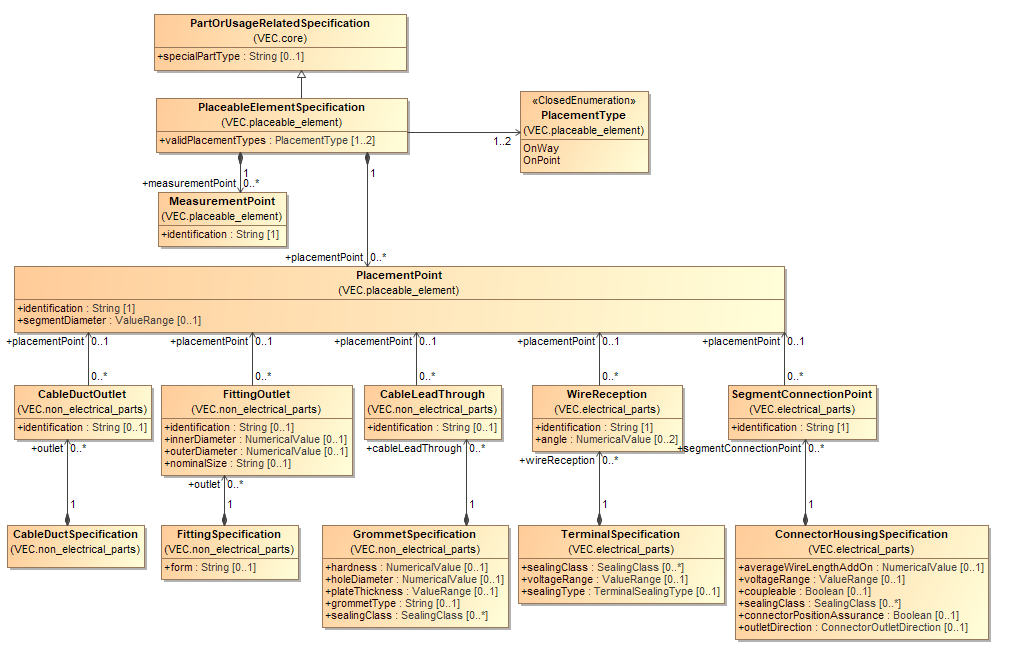 PartOrUsageRelatedSpecification
(VEC.core)
+specialPartType : String [0..1]
PlaceableElementSpecification
(VEC.placeable_element)
+validPlacementTypes : PlacementType [1..2]
«ClosedEnumeration»
PlacementType
(VEC.placeable_element)
OnWay
OnPoint
1..2
1
+measurementPoint 0..*
1
MeasurementPoint
(VEC.placeable_element)
+identification : String [1]
+placementPoint 0..*
PlacementPoint
(VEC.placeable_element)
+identification : String [1]
+segmentDiameter : ValueRange [0..1]
+placementPoint 0..1
+placementPoint 0..1
+placementPoint 0..1
+placementPoint 0..1
+placementPoint 0..1
0..*
0..*
0..*
0..*
0..*
CableDuctOutlet
(VEC.non_electrical_parts)
+identification : String [0..1]
FittingOutlet
(VEC.non_electrical_parts)
+identification : String [0..1]
+innerDiameter : NumericalValue [0..1]
+outerDiameter : NumericalValue [0..1]
+nominalSize : String [0..1]
CableLeadThrough
(VEC.non_electrical_parts)
+identification : String [0..1]
WireReception
(VEC.electrical_parts)
+identification : String [1]
+angle : NumericalValue [0..2]
SegmentConnectionPoint
(VEC.electrical_parts)
+identification : String [1]
+outlet 0..*
+outlet 0..*
+cableLeadThrough 0..*
+wireReception 0..*
+segmentConnectionPoint 0..*
1
1
1
1
1
CableDuctSpecification
(VEC.non_electrical_parts)
FittingSpecification
(VEC.non_electrical_parts)
+form : String [0..1]
GrommetSpecification
(VEC.non_electrical_parts)
+hardness : NumericalValue [0..1]
+holeDiameter : NumericalValue [0..1]
+plateThickness : ValueRange [0..1]
+grommetType : String [0..1]
+sealingClass : SealingClass [0..*]
TerminalSpecification
(VEC.electrical_parts)
+sealingClass : SealingClass [0..*]
+voltageRange : ValueRange [0..1]
+sealingType : TerminalSealingType [0..1]
ConnectorHousingSpecification
(VEC.electrical_parts)
+averageWireLengthAddOn : NumericalValue [0..1]
+voltageRange : ValueRange [0..1]
+coupleable : Boolean [0..1]
+sealingClass : SealingClass [0..*]
+connectorPositionAssurance : Boolean [0..1]
+outletDirection : ConnectorOutletDirection [0..1]